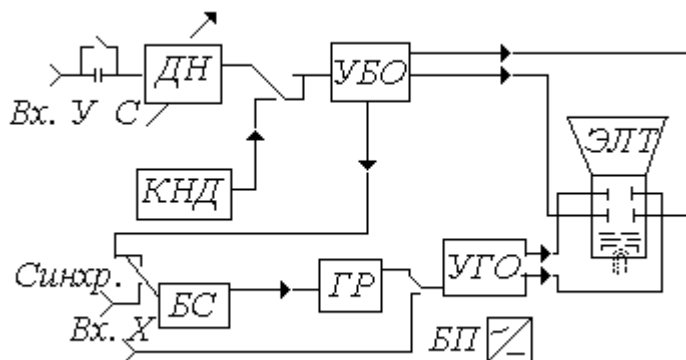 ДН
УБО
Вх. У С
ЭЛТ
КНД
Синхр.
БС
ГР
УГО
Вх. X
БП